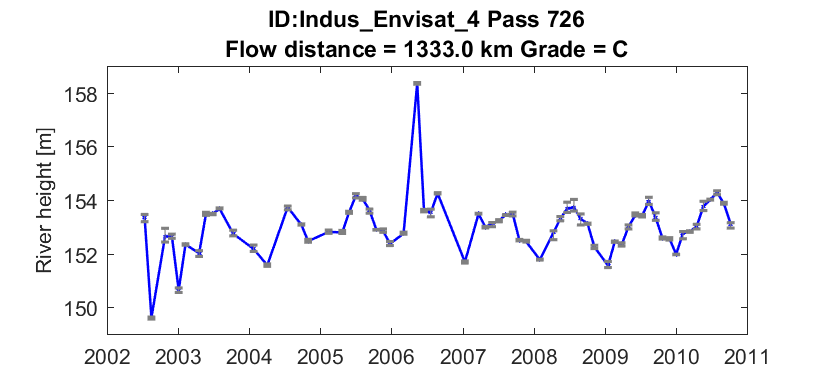 ID:Indus_Envisat_4 Pass 726
Flow distance = 1333.0 km Grade = C
River height [m]
158
156
154
152
150
2002 2003 2004 2005 2006 2007 2008 2009 2010 2011